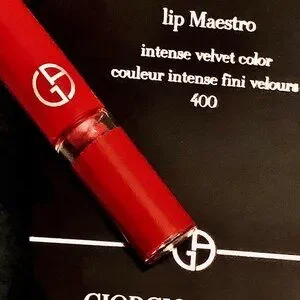 lip Maestro
intense velvet color
couleur intense fini velours
400